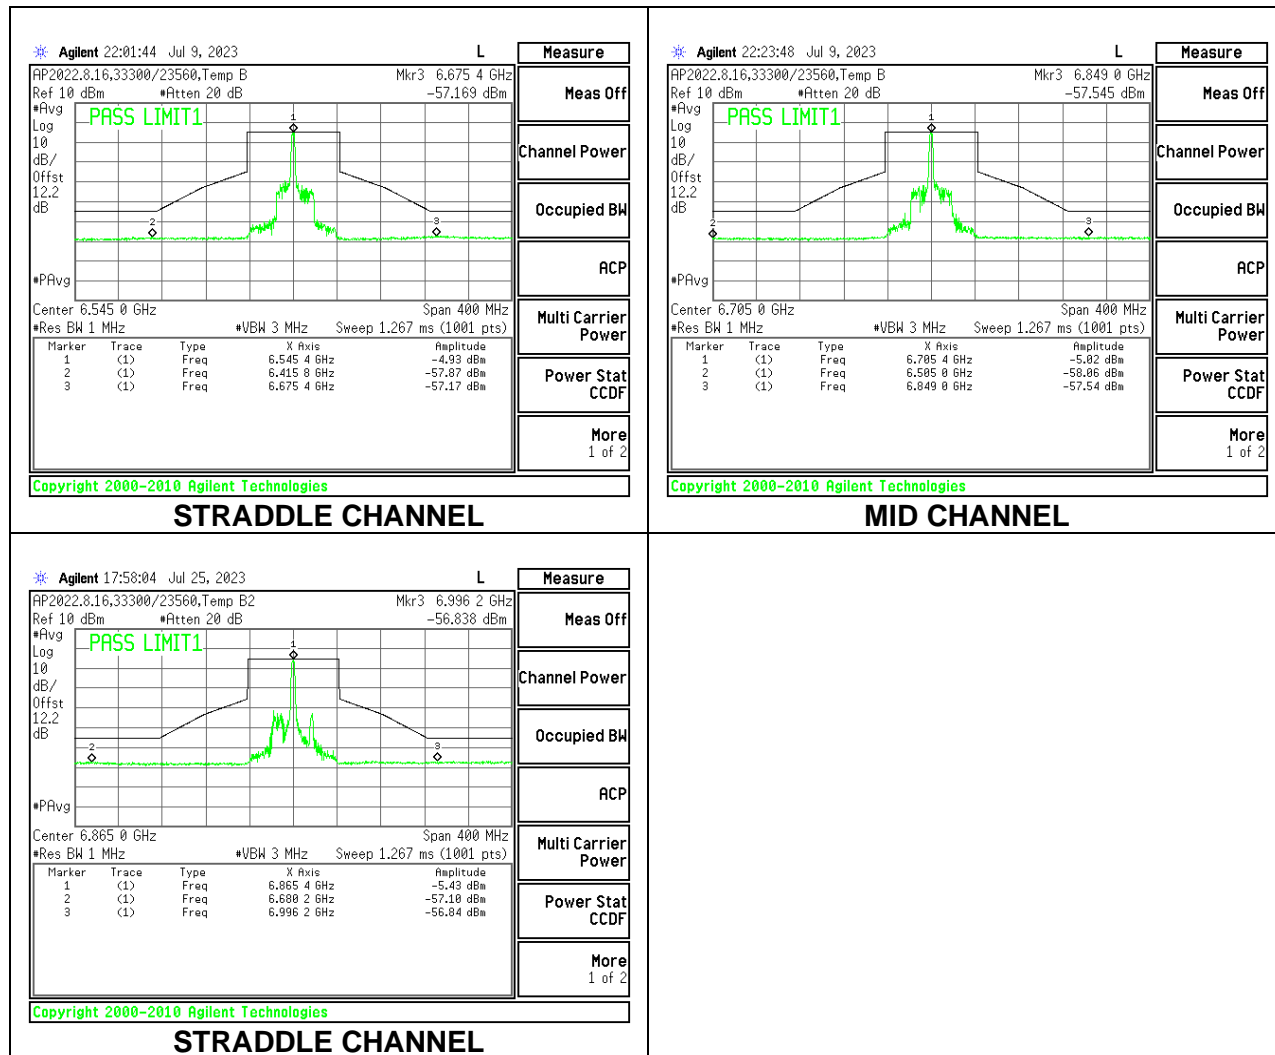 Agilent 22:01:44 Jul 9, 2023 L Measure
AP2022.8.16,33300/23560,Temp B Mkr3 6.675 4 GHz
Ref 10 dBm #Atten 20 dB -57.169 dBm Meas Off
#Avg
PASS LIMIT1
Log
10
dB/
Offst
12.2
dB
1
2
3
#PAvg
Channel Power
Occupied BW
ACP
Center 6.545 0 GHz Span 400 MHz
#Res BW 1 MHz #VBW 3 MHz Sweep 1.267 ms (1001 pts)
Multi Carrier
Power
Marker Trace Type X Axis Amplitude
1 (1) Freq 6.545 4 GHz -4.93 dBm
2 (1) Freq 6.415 8 GHz -57.87 dBm
3 (1) Freq 6.675 4 GHz -57.17 dBm
Power Stat
CCDF
More
1 of 2
Copyright 2000-2010 Agilent Technologies
STRADDLE CHANNEL
Agilent 22:23:48 Jul 9, 2023 L Measure
AP2022.8.16,33300/23560,Temp B Mkr3 6.849 0 GHz
Ref 10 dBm #Atten 20 dB -57.545 dBm Meas Off
#Avg
PASS LIMIT1
Log
10
dB/
Offst
12.2
dB
1
2
3
#PAvg
Channel Power
Occupied BW
ACP
Center 6.705 0 GHz Span 400 MHz
#Res BW 1 MHz #VBW 3 MHz Sweep 1.267 ms (1001 pts)
Multi Carrier
Power
Marker Trace Type X Axis Amplitude
1 (1) Freq 6.705 4 GHz -5.02 dBm
2 (1) Freq 6.505 0 GHz -58.06 dBm
3 (1) Freq 6.849 0 GHz -57.54 dBm
Power Stat
CCDF
More
1 of 2
Copyright 2000-2010 Agilent Technologies
MID CHANNEL
Agilent 17:58:04 Jul 25, 2023 L Measure
AP2022.8.16,33300/23560,Temp B2 Mkr3 6.996 2 GHz
Ref 10 dBm #Atten 20 dB -56.838 dBm Meas Off
#Avg
PASS LIMIT1
Log
10
dB/
Offst
12.2
dB
1
2
3
#PAvg
Channel Power
Occupied BW
ACP
Center 6.865 0 GHz Span 400 MHz
#Res BW 1 MHz #VBW 3 MHz Sweep 1.267 ms (1001 pts)
Multi Carrier
Power
Marker Trace Type X Axis Amplitude
1 (1) Freq 6.865 4 GHz -5.43 dBm
2 (1) Freq 6.680 2 GHz -57.10 dBm
3 (1) Freq 6.996 2 GHz -56.84 dBm
Power Stat
CCDF
More
1 of 2
Copyright 2000-2010 Agilent Technologies
STRADDLE CHANNEL